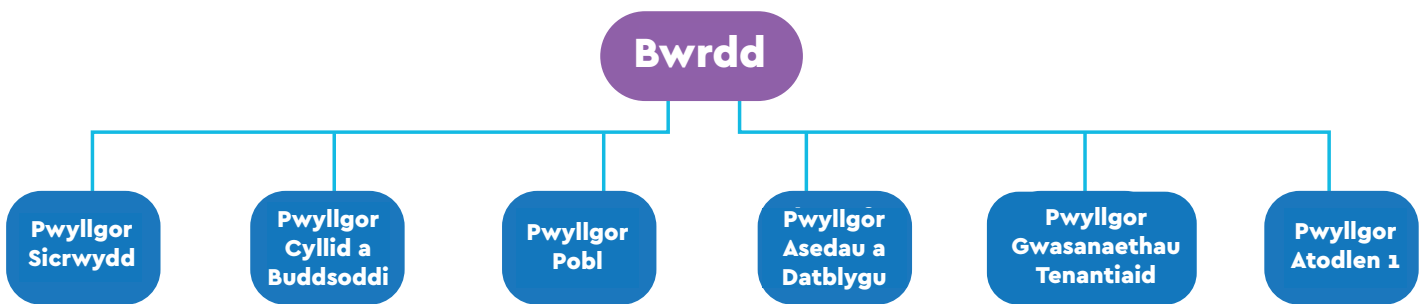 Bwrdd
Pwyllgor
Sicrwydd
Pwyllgor
Cyllid a
Buddsoddi
Pwyllgor
Pobl
Pwyllgor
Asedau a
Datblygu
Pwyllgor
Gwasanaethau
Tenantiaid
Pwyllgor
Atodlen 1